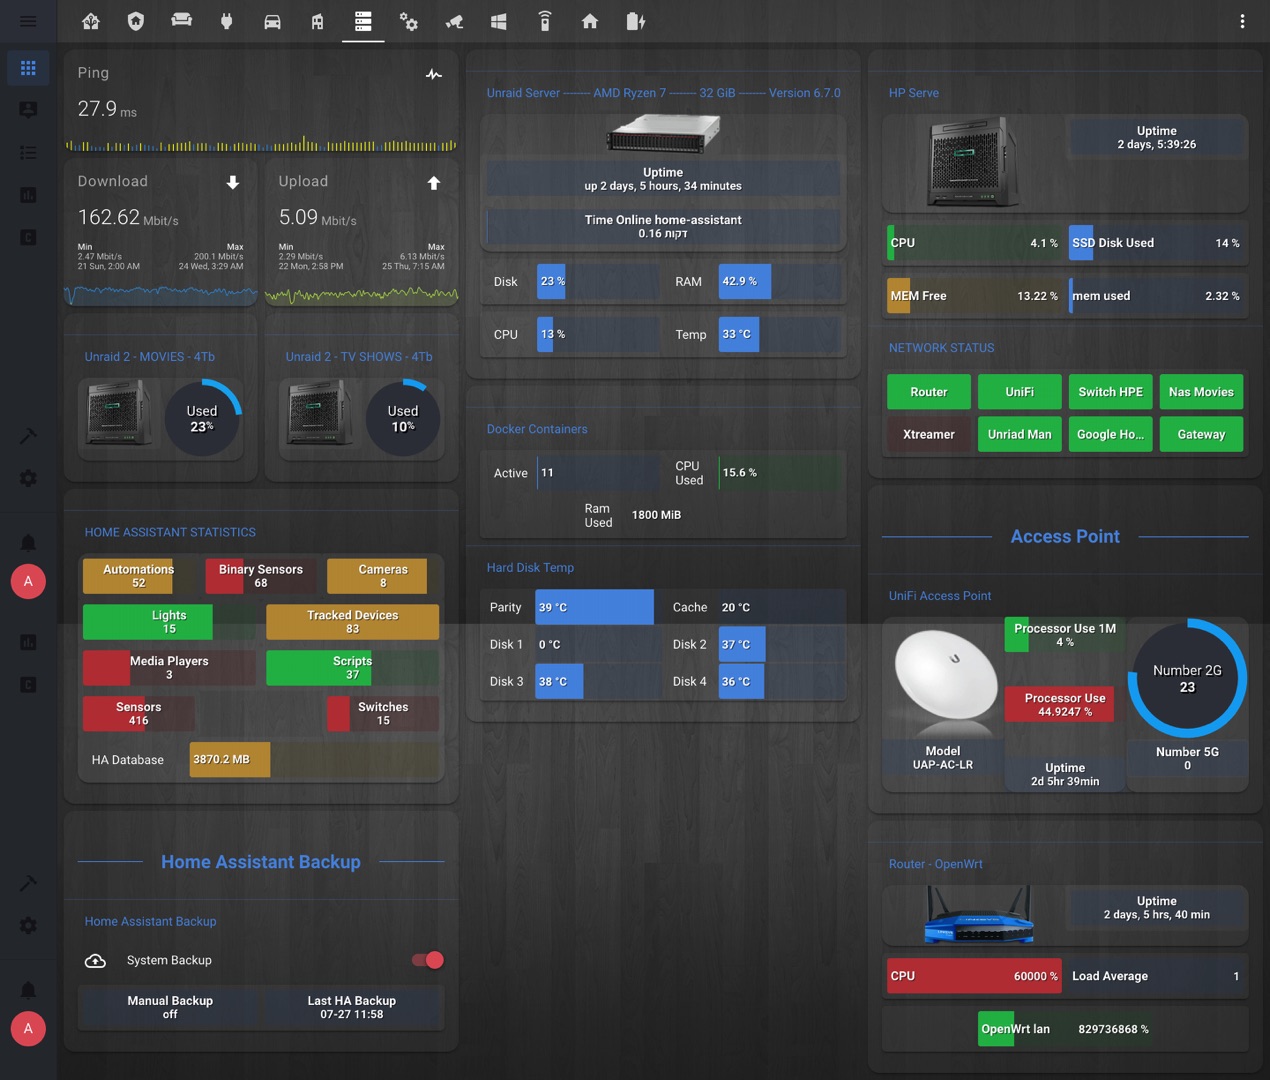 Ping
27.9 ms
Download
162.62 Mbit/s
Min Max
2.47 Mbit/s 200.1 Mbit/s
21 Sun, 2:00 AM 24 Wed, 3:29 AM
Upload
5.09 Mbit/s
Min Max
2.29 Mbit/s 6.13 Mbit/s
22 Mon, 2:58 PM 25 Thu, 7:15 AM
Unraid 2 - MOVIES - 4Tb
Used
23%
Unraid 2 - TV SHOWS - 4Tb
Used
10%
HOME ASSISTANT STATISTICS
Automations
52
Binary Sensors
68
Cameras
8
Lights
15
Tracked Devices
83
Media Players
3
Scripts
37
Sensors
416
Switches
15
HA Database 3870.2 MB
Home Assistant Backup
Home Assistant Backup
System Backup
Manual Backup
off
Last HA Backup
07-27 11:58
A
A
Unraid Server ------- AMD Ryzen 7 ------- 32 GiB ------- Version 6.7.0
Uptime
up 2 days, 5 hours, 34 minutes
Time Online home-assistant
0.16 דקות
Disk 23 % RAM 42.9 %
CPU 13 % Temp 33 °C
Docker Containers
Active 11
CPU
Used
15.6 %
Ram
Used
1800 MiB
Hard Disk Temp
Parity 39 °C Cache 20 °C
Disk 1 0 °C Disk 2 37 °C
Disk 3 38 °C Disk 4 36 °C
HP Serve
Uptime
2 days, 5:39:26
CPU 4.1 % SSD Disk Used 14 %
MEM Free 13.22 % mem used 2.32 %
NETWORK STATUS
Router UniFi Switch HPE Nas Movies
Xtreamer Unriad Man Google Ho... Gateway
Access Point
UniFi Access Point
Model
UAP-AC-LR
Processor Use 1M
4 %
Processor Use
44.9247 %
Uptime
2d 5hr 39min
Number 2G
23
Number 5G
0
Router - OpenWrt
Uptime
2 days, 5 hrs, 40 min
CPU 60000 % Load Average 1
OpenWrt lan 829736868 %